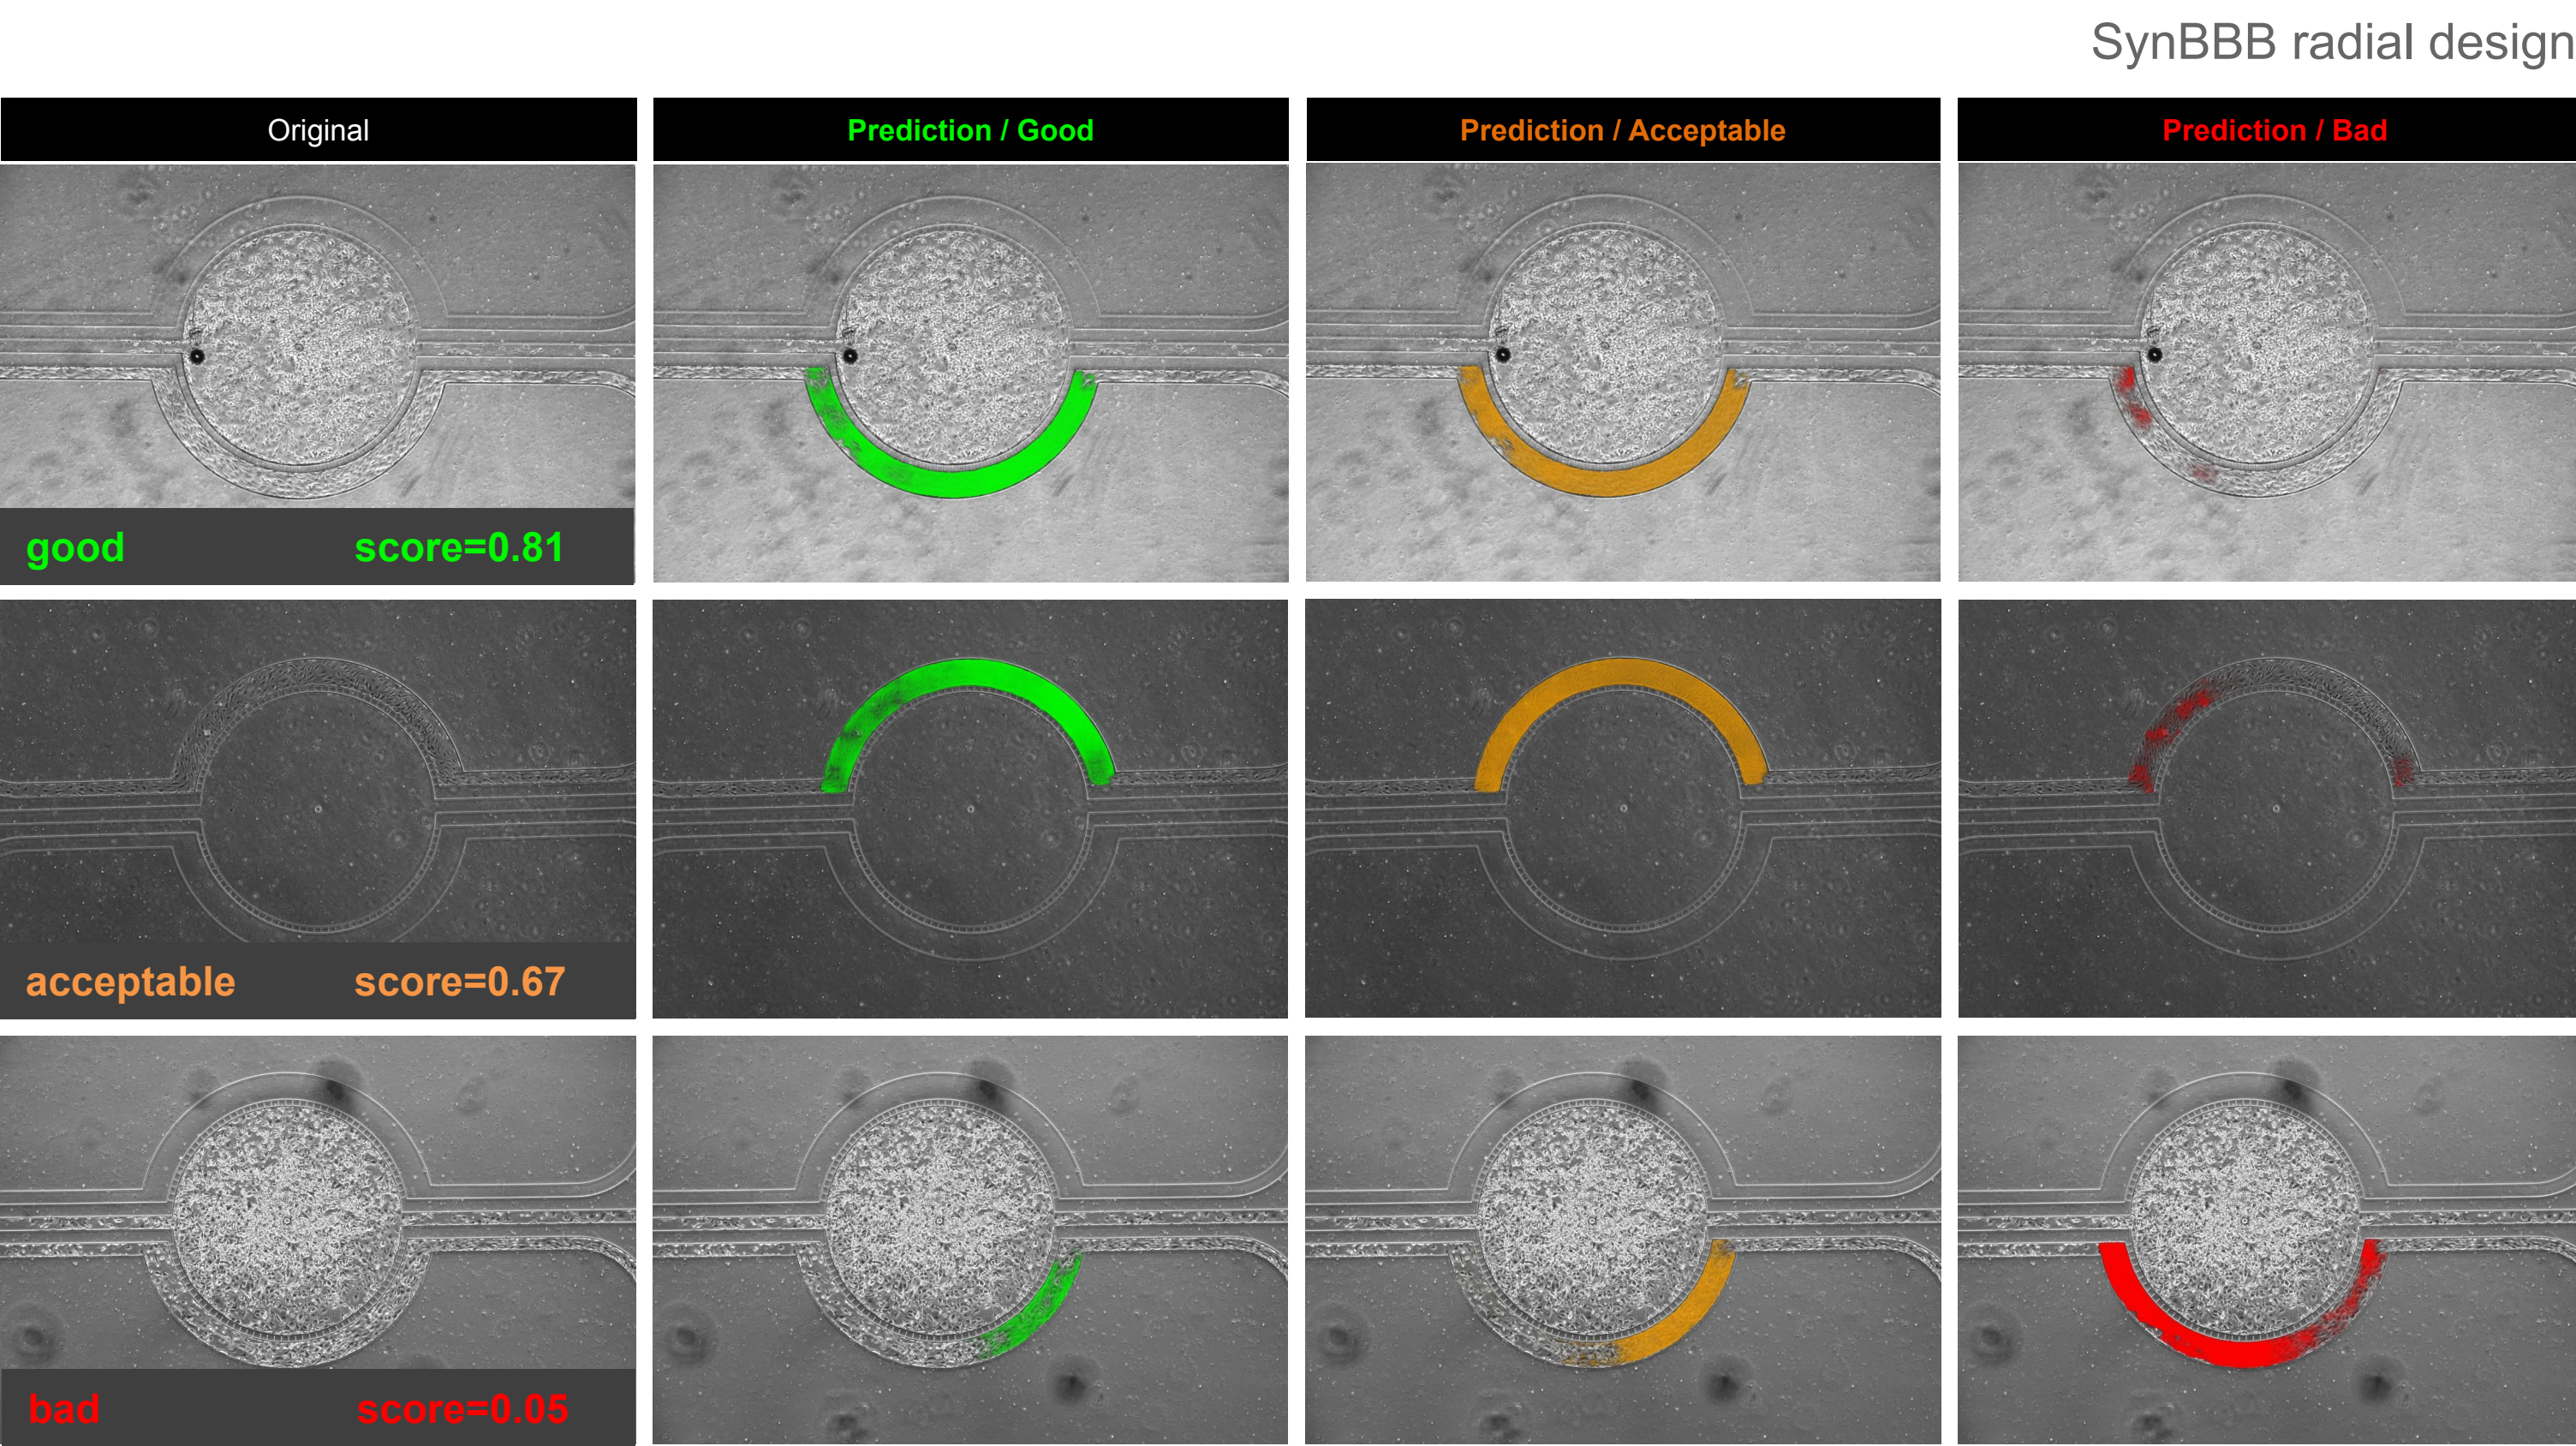 SynBBB radial design
Original
Prediction / Good
Prediction / Acceptable
Prediction / Bad
good score=0.81
acceptable score=0.67
bad score=0.05